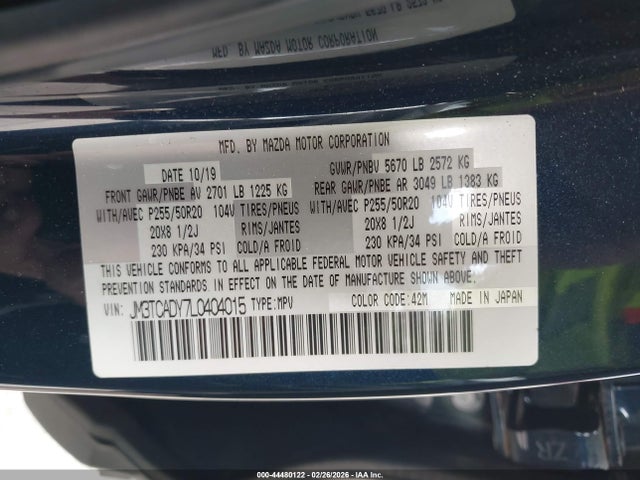 MFD. BY MAZDA MOTOR CORPORATION
DATE 10/19
GVWR/PNBV 5670 LB 2572 KG
FRONT GAWR/PNBE AV 2701 LB 1225 KG
REAR GAWR/PNBE AR 3049 LB 1383 KG
WITH/AVEC P255/50R20 104V TIRES/PNEUS
WITH/AVEC P255/50R20 104V TIRES/PNEUS
20X8 1/2J RIMS/JANTES
20X8 1/2J RIMS/JANTES
230 KPA/34 PSI COLD/A FROID
230 KPA/34 PSI COLD/A FROID
THIS VEHICLE CONFORMS TO ALL APPLICABLE FEDERAL MOTOR VEHICLE SAFETY AND THEFT
PREVENTION STANDARDS IN EFFECT ON THE DATE OF MANUFACTURE SHOWN ABOVE.
VIN: JM3TCADY7L0404015 TYPE:MPV COLOR CODE:42M MADE IN JAPAN
ZR
000-44480122 02/26/2026 - Copyright © IAA, Inc.